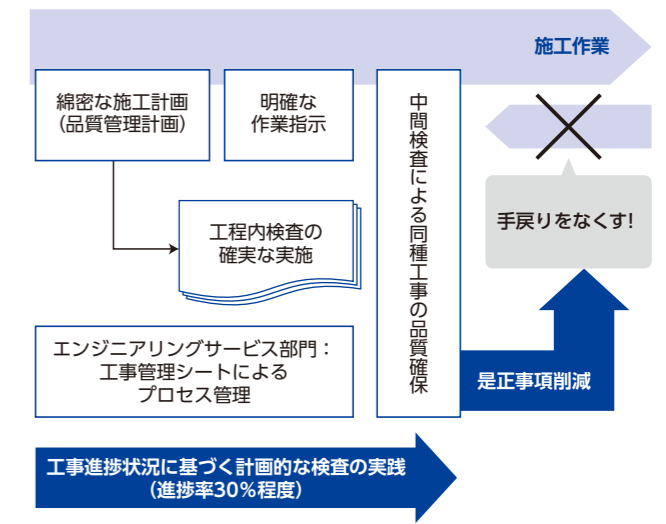 施工作業
綿密な施工計画
（品質管理計画）
明確な
作業指示
中間検査による同種工事の品質確保
手戻りをなくす!
工程内検査の
確実な実施
エンジニアリングサービス部門：
工事管理シートによる
プロセス管理
是正事項削減
工事進捗状況に基づく計画的な検査の実践
（進捗率30％程度）